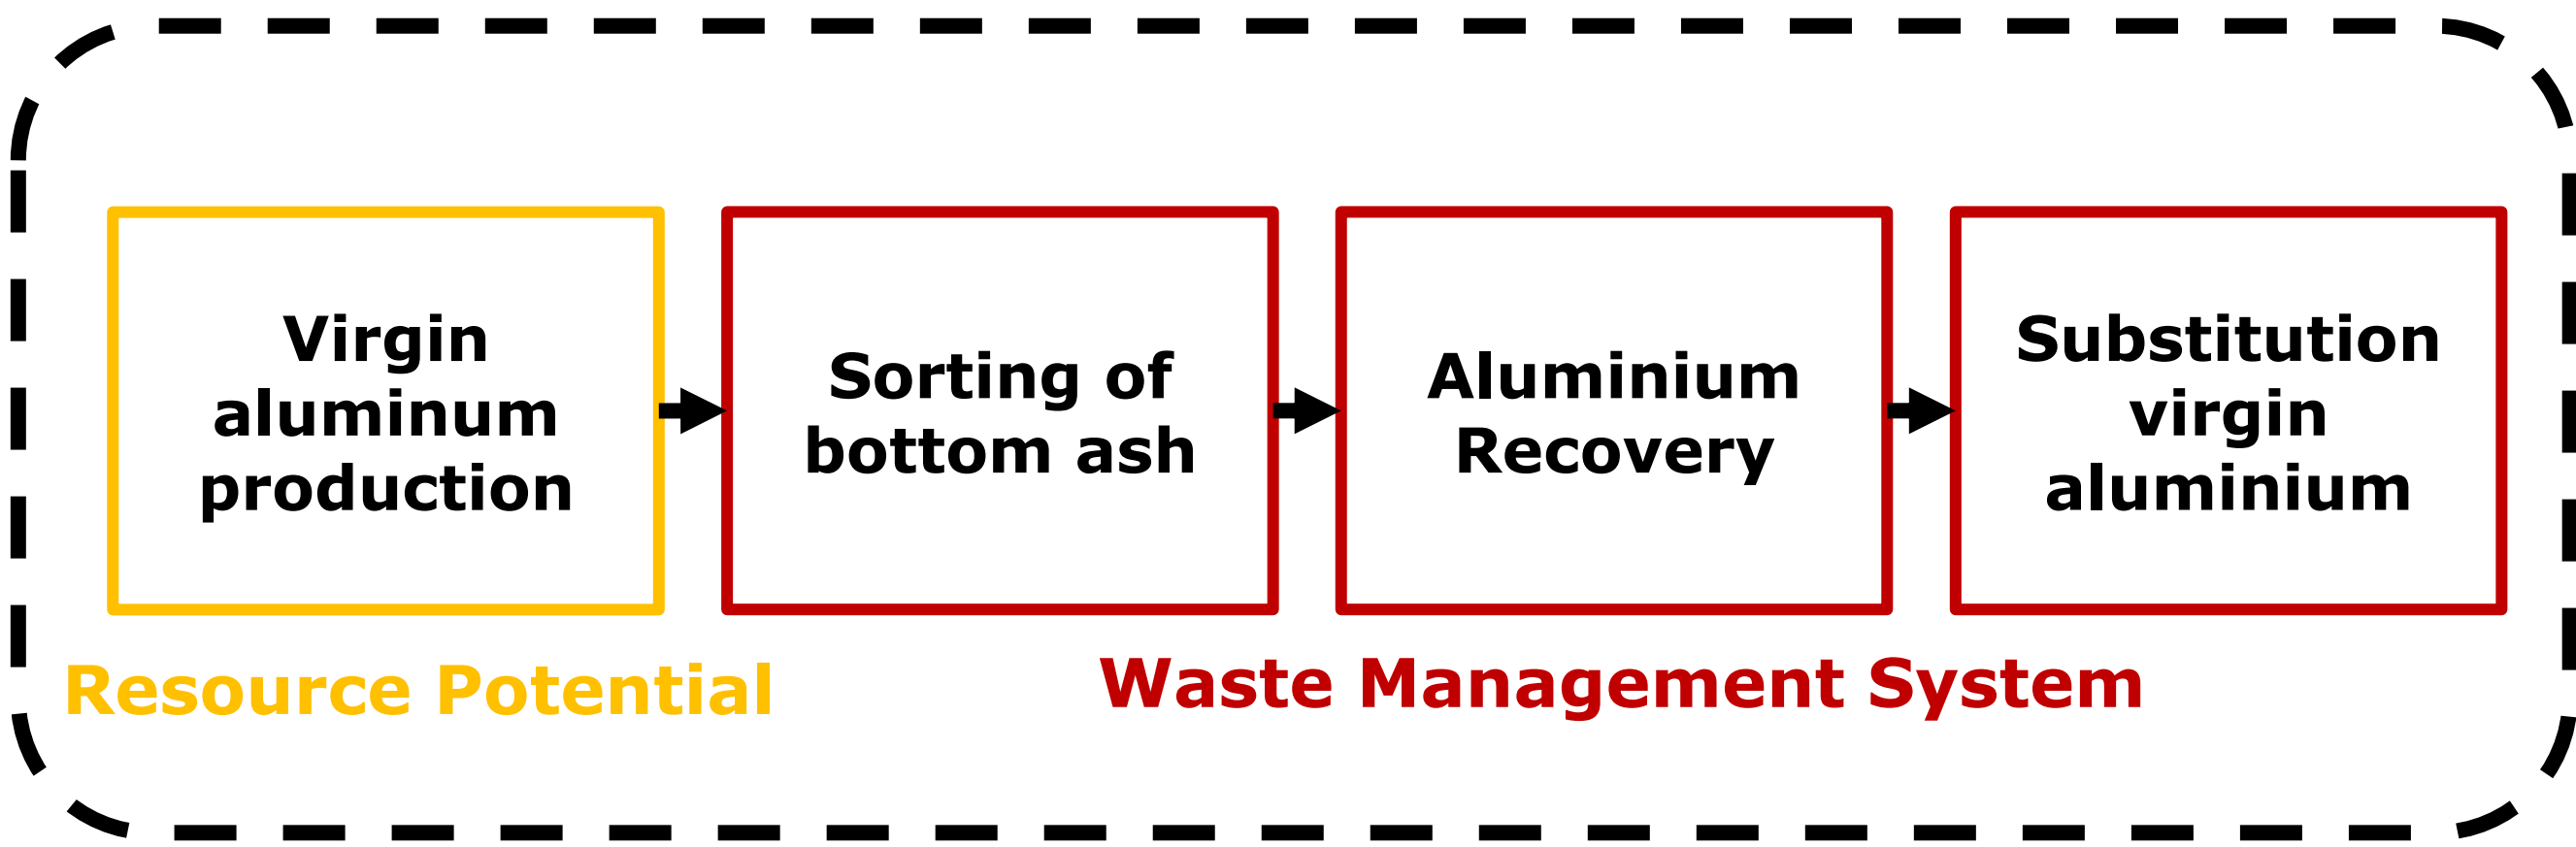 Virgin
aluminum
production
Sorting of
bottom ash
Aluminium
Recovery
Substitution
virgin
aluminium
Resource Potential
Waste Management System